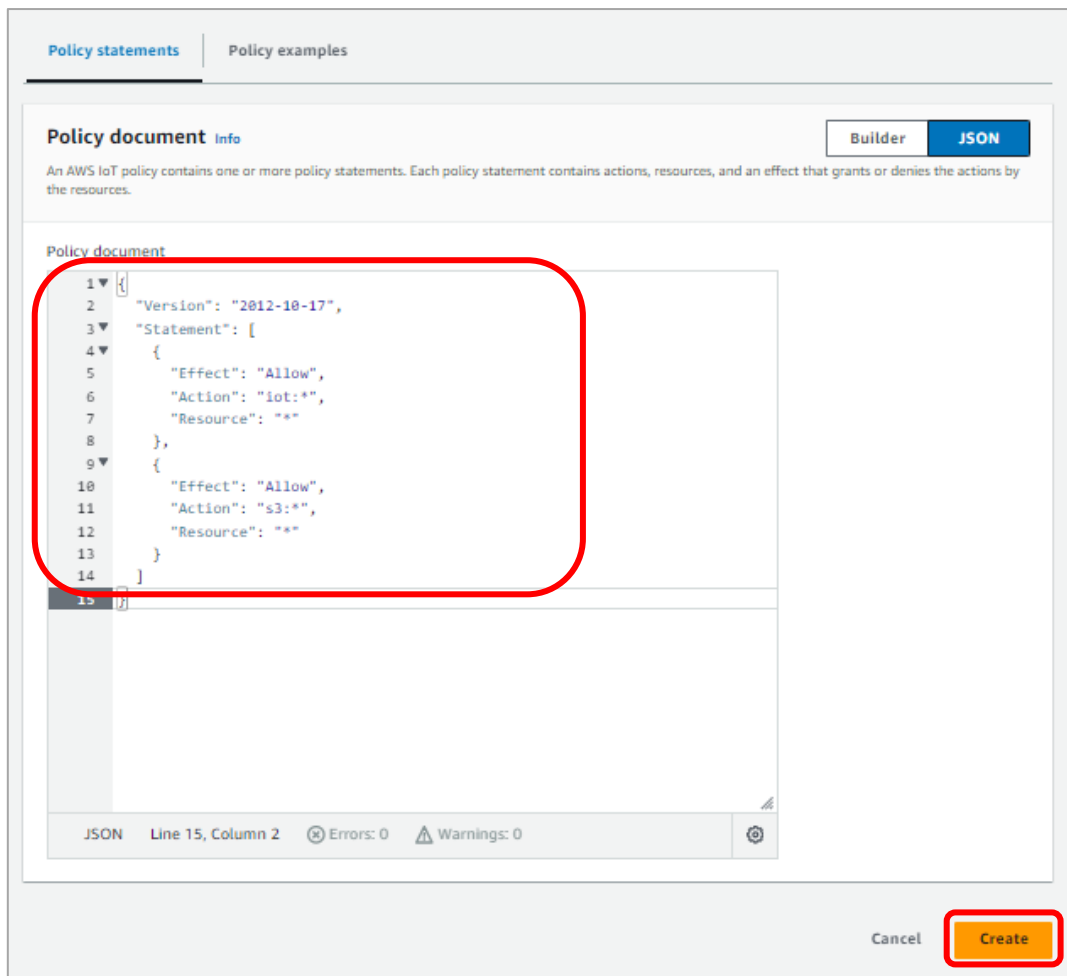 Policy statements Policy examples
Policy document Info Builder JSON
An AWS IoT policy contains one or more policy statements. Each policy statement contains actions, resources, and an effect that grants or denies the actions by
the resources.
Policy document
1 {
2 "Version": "2012-10-17",
3 "Statement": [
4 {
5 "Effect": "Allow",
6 "Action": "iot:*",
7 "Resource": "*"
8 },
9 {
10 "Effect": "Allow",
11 "Action": "s3:*",
12 "Resource": "*"
13 }
14 ]
15 }
JSON Line 15, Column 2 Errors: 0 Warnings: 0
Cancel Create